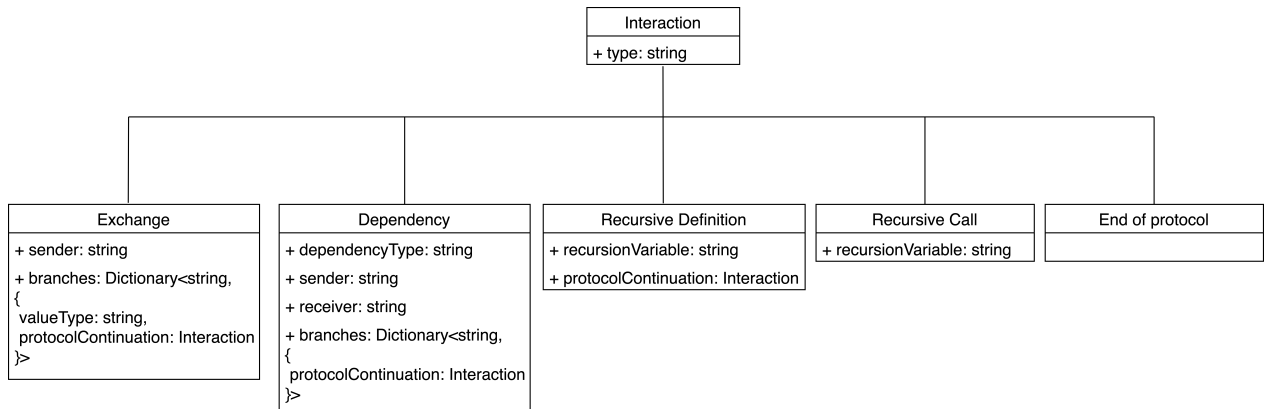 Interaction
+ type: string
Exchange
+ sender: string
+ branches: Dictionary<string,
{
valueType: string,
protocolContinuation: Interaction
}>
Dependency
+ dependencyType: string
+ sender: string
+ receiver: string
+ branches: Dictionary<string,
{
protocolContinuation: Interaction
}>
Recursive Definition
+ recursionVariable: string
+ protocolContinuation: Interaction
Recursive Call
+ recursionVariable: string
End of protocol